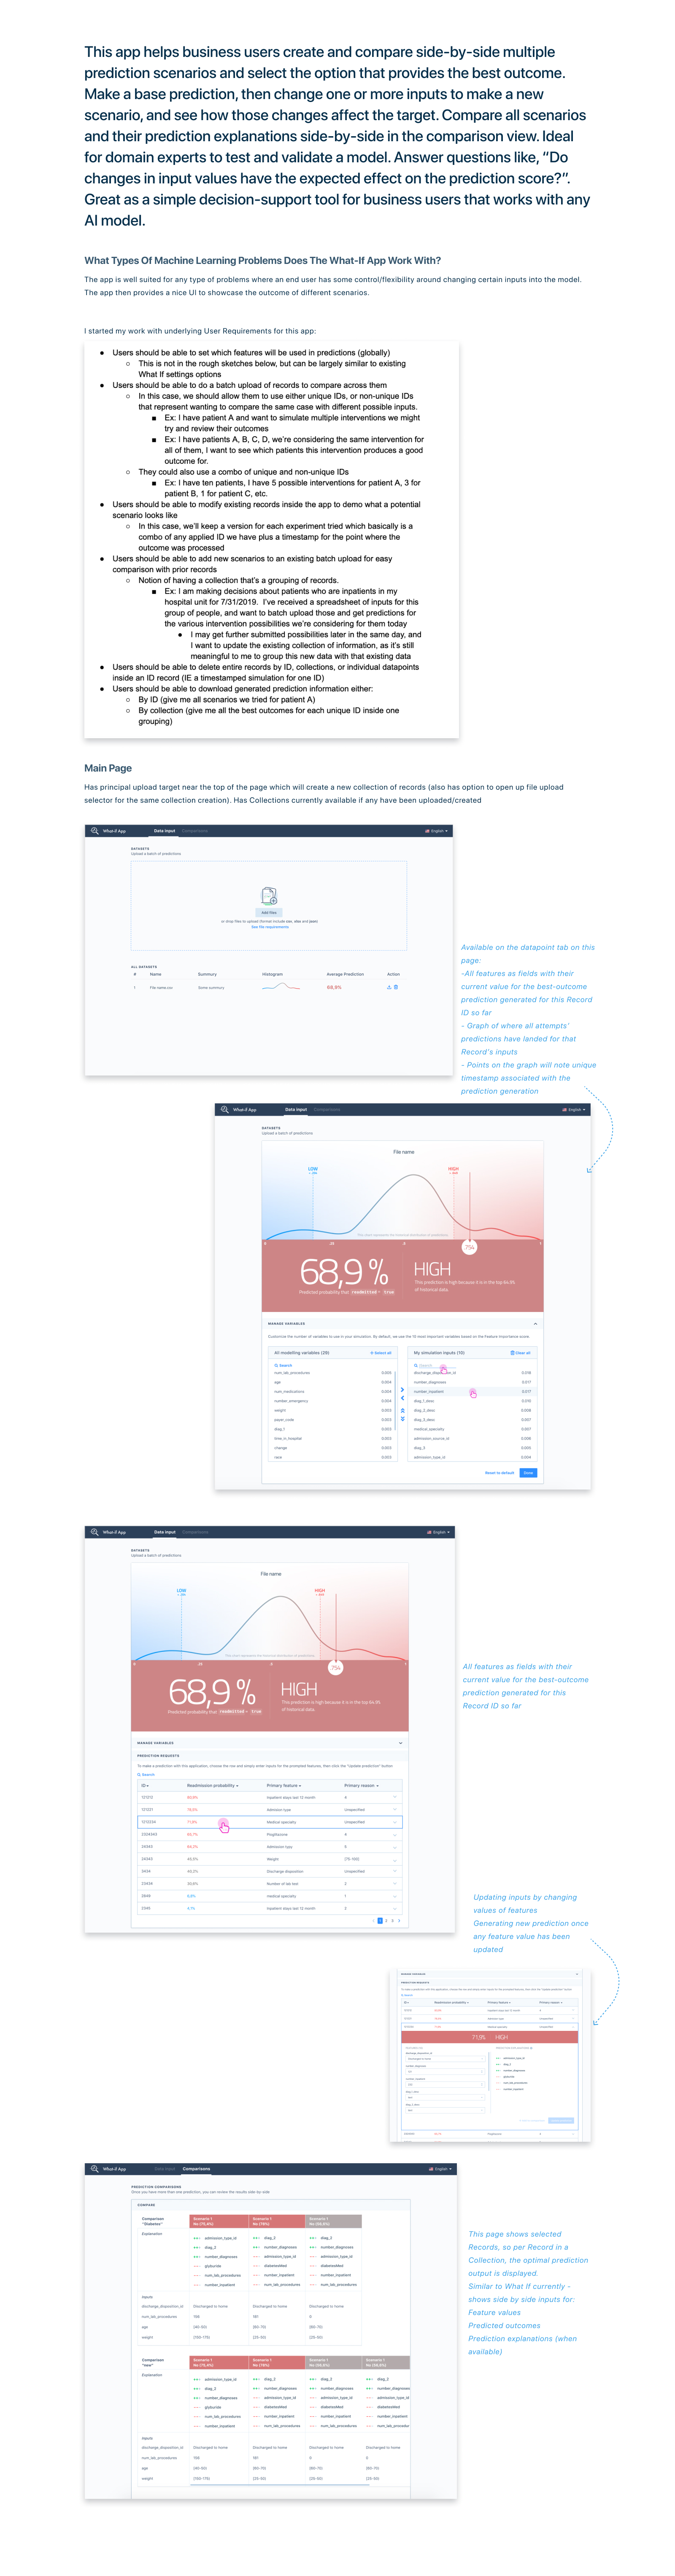 This app helps business users create and compare side-by-side multiple
prediction scenarios and select the option that provides the best outcome.
Make a base prediction, then change one or more inputs to make a new
scenario, and see how those changes affect the target. Compare all scenarios
and their prediction explanations side-by-side in the comparison view. Ideal
for domain experts to test and validate a model. Answer questions like, “Do
changes in input values have the expected effect on the prediction score?”.
Great as a simple decision-support tool for business users that works with any
AI model.
What Types Of Machine Learning Problems Does The What-If App Work With?
The app is well suited for any type of problems where an end user has some control/flexibility around changing certain inputs into the model.
The app then provides a nice UI to showcase the outcome of different scenarios.
I started my work with underlying User Requirements for this app:
● Users should be able to set which features will be used in predictions (globally)
○ This is not in the rough sketches below, but can be largely similar to existing
What If settings options
● Users should be able to do a batch upload of records to compare across them
○ In this case, we should allow them to use either unique IDs, or non-unique IDs
that represent wanting to compare the same case with different possible inputs.
■ Ex: I have patient A and want to simulate multiple interventions we might
try and review their outcomes
■ Ex: I have patients A, B, C, D, we're considering the same intervention for
all of them, I want to see which patients this intervention produces a good
outcome for.
○ They could also use a combo of unique and non-unique IDs
■ Ex: I have ten patients, I have 5 possible interventions for patient A, 3 for
patient B, 1 for patient C, etc.
● Users should be able to modify existing records inside the app to demo what a potential
scenario looks like
○ In this case, we'll keep a version for each experiment tried which basically is a
combo of any applied ID we have plus a timestamp for the point where the
outcome was processed
● Users should be able to add new scenarios to an existing batch upload for easy
comparison with prior records
○ Notion of having a collection that's a grouping of records.
■ Ex: I am making decisions about patients who are inpatients in my
hospital unit for 7/31/2019. I've received a spreadsheet of inputs for this
group of people, and want to batch upload those and get predictions for
the various intervention possibilities we're considering for them today
● I may get further submitted possibilities later in the same day, and
I want to update the existing collection of information, as it's still
meaningful to me to group this new data with that existing data
● Users should be able to delete entire records by ID, collections, or individual datapoints
inside an ID record (IE a timestamped simulation for one ID)
● Users should be able to download generated prediction information either:
○ By ID (give me all scenarios we tried for patient A)
○ By collection (give me all the best outcomes for each unique ID inside one
grouping)
Main Page
Has principal upload target near the top of the page which will create a new collection of records (also has option to open up file upload
selector for the same collection creation). Has Collections currently available if any have been uploaded/created
What-if App Data input Comparisons English
DATASETS
Upload a batch of predictions
Add files
or drag files to upload (format include csv, xlsx and json)
See file requirements
ALL DATASETS
# Name Summary Histogram Average Prediction Action
1 File name.csv Some summary 68,9%
Available on the datapoint tab on this
page:
-All features as fields with their
current value for the best-outcome
prediction generated for this Record
ID so far
- Graph of where all attempts'
predictions have landed for that
Record's inputs
- Points on the graph will note unique
timestamp associated with the
prediction generation
What-if App Data input Comparisons English
DATASETS
Upload a batch of predictions
File name
LOW
HIGH
754
68,9 %
Predicted probability that readmitted = true
HIGH
This prediction is high because it is in the top 64.6%
of historical data.
MANAGE VARIABLES
Customize the number of variables to use in your simulation. By default, we use the 10 most important variables based on the Feature Importance score.
All modelling variables (29) + Select all
My simulation inputs (10) Clear all
Search
num_lab_procedures 0.005
age 0.004
num_medications 0.004
number_emergency 0.004
weight 0.003
payer_code 0.003
diag_1 0.003
time_in_hospital 0.003
change 0.003
race 0.003
Search
discharge_disposition_id 0.018
number_diagnoses 0.017
number_inpatient 0.017
diag_1_desc 0.010
diag_2_desc 0.008
diag_3_desc 0.007
medical_specialty 0.007
admission_source_id 0.006
diag_3 0.005
admission_type_id 0.004
Reset to default Save
What-if App Data input Comparisons English
DATASETS
Upload a batch of predictions
File name
LOW
HIGH
754
68,9 %
Predicted probability that readmitted = true
HIGH
This prediction is high because it is in the top 64.6%
of historical data.
MANAGE VARIABLES
PREDICTION REQUESTS
To make a prediction with this application, choose the row and simply enter inputs for the prompted features, then click the "Update prediction" button
Search
ID Readmission probability Primary feature Primary reason
Inpatient stays last 12 month 4
Admission type Unspecified
1213234 71,9% Medical specialty Unspecified
Pioglitazone
24343 Admission type
24343 Weight [75-100)
3434 Discharge disposition Unspecified
23434 Number of lab test 2
medical specialty 1
Inpatient stays last 12 month 2
1 2 3
All features as fields with their
current value for the best-outcome
prediction generated for this
Record ID so far
Updating inputs by changing
values of features
Generating new prediction once
any feature value has been
updated
MANAGE VARIABLES
PREDICTION REQUESTS
71,9% HIGH
admission_type_id
diag_2
number_diagnoses
glyburide
num_lab_procedures
number_inpatient
What-if App Data input Comparisons English
PREDICTION COMPARISONS
Once you have more than one prediction, you can review the results side-by-side
COMPARE
Comparison
"Diabetes"
Scenario 1 Scenario 1 Scenario 1
No (75,4%) No (78%) No (56,6%)
Explanation
admission_type_id diag_2 diag_2
diag_2 number_diagnoses number_diagnoses
number_diagnoses admission_type_id admission_type_id
glyburide diabetesMed diabetesMed
num_lab_procedures number_inpatient number_inpatient
number_inpatient num_lab_procedures num_lab_procedures
Inputs
discharge_disposition_id Discharged to home Discharged to home Discharged to home
num_lab_procedures 155 181 5
age [40-50) [60-70) [60-70)
weight [150-175) [25-50) [25-50)
Comparison
"new"
Scenario 1 Scenario 1 Scenario 1 Scenario 1
Explanation
admission_type_id diag_2 diag_2 diag_2
diag_2 number_diagnoses number_diagnoses number_diagnoses
number_diagnoses admission_type_id admission_type_id admission_type_id
glyburide diabetesMed diabetesMed diabetesMed
num_lab_procedures number_inpatient number_inpatient number_inpatient
number_inpatient num_lab_procedures num_lab_procedures num_lab_procedur
Inputs
discharge_disposition_id Discharged to home Discharged to home Discharged to home Discharged to home
num_lab_procedures 155 181 5 5
age [40-50) [60-70) [60-70) [60-70)
weight [150-175) [25-50) [25-50) [25-50)
This page shows selected
Records, so per Record in a
Collection, the optimal prediction
output is displayed.
Similar to What If currently -
shows side by side inputs for:
Feature values
Predicted outcomes
Prediction explanations (when
available)